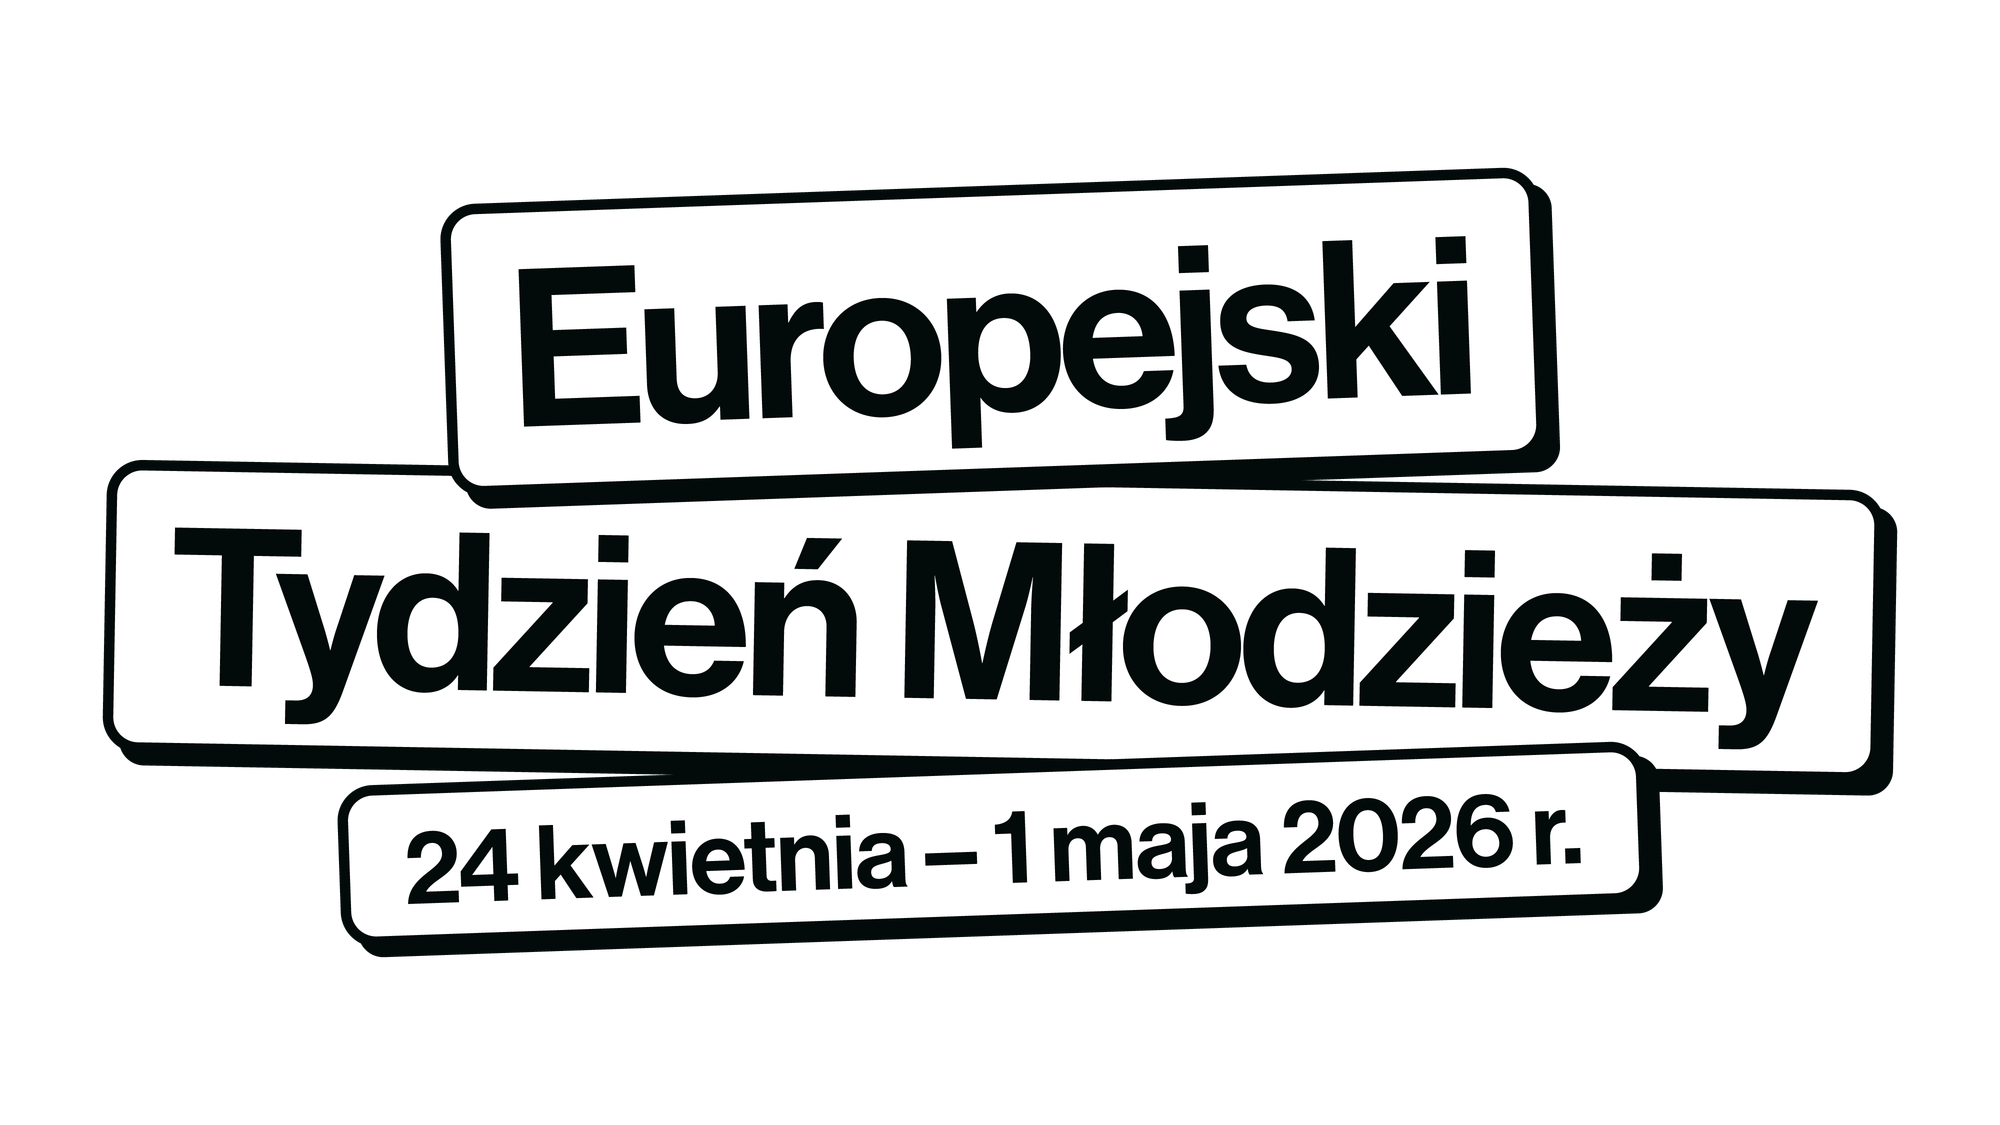 Europejski
Tydzień Młodzieży
24 kwietnia – 1 maja 2026 r.